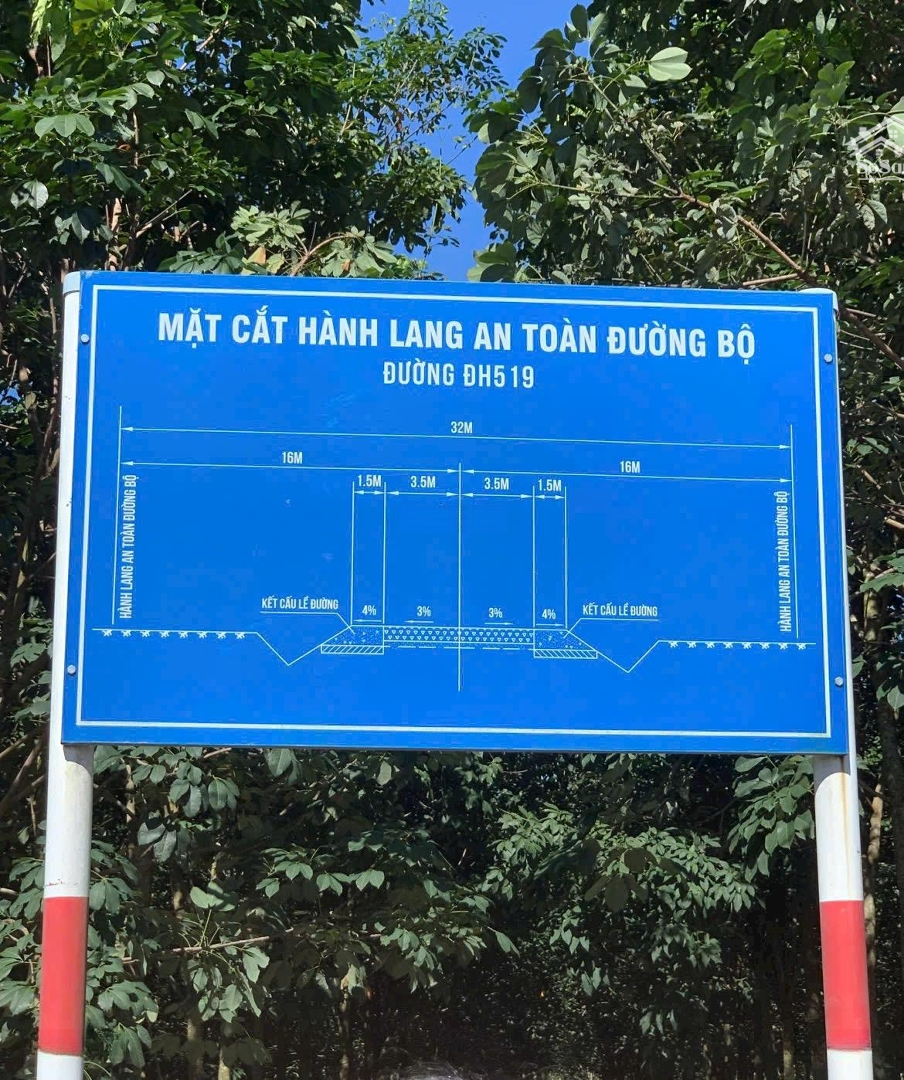 MẶT CẮT HÀNH LANG AN TOÀN ĐƯỜNG BỘ
ĐƯỜNG ĐH519
32M
16M
16M
1.5M
3.5M
3.5M
1.5M
HÀNH LANG AN TOÀN ĐƯỜNG BỘ
HÀNH LANG AN TOÀN ĐƯỜNG BỘ
KẾT CẤU LỀ ĐƯỜNG
4%
3%
3%
4%
KẾT CẤU LỀ ĐƯỜNG